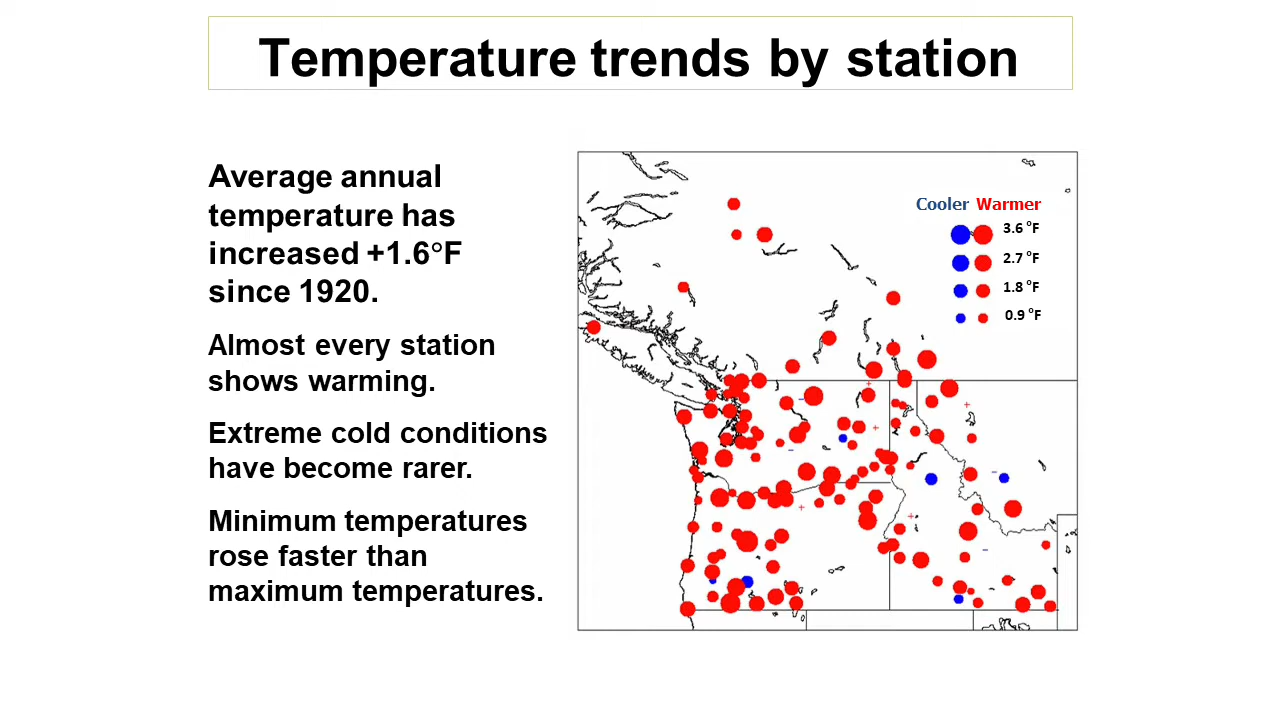 Temperature trends by station
Average annual
temperature has
increased +1.6°F
since 1920.
Almost every station
shows warming.
Extreme cold conditions
have become rarer.
Minimum temperatures
rose faster than
maximum temperatures.
Cooler Warmer
3.6 °F
2.7 °F
1.8 °F
0.9 °F